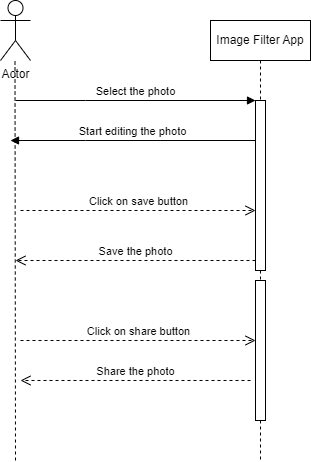 Image Filter App
Actor
Select the photo
Start editing the photo
Click on save button
Save the photo
Click on share button
Share the photo